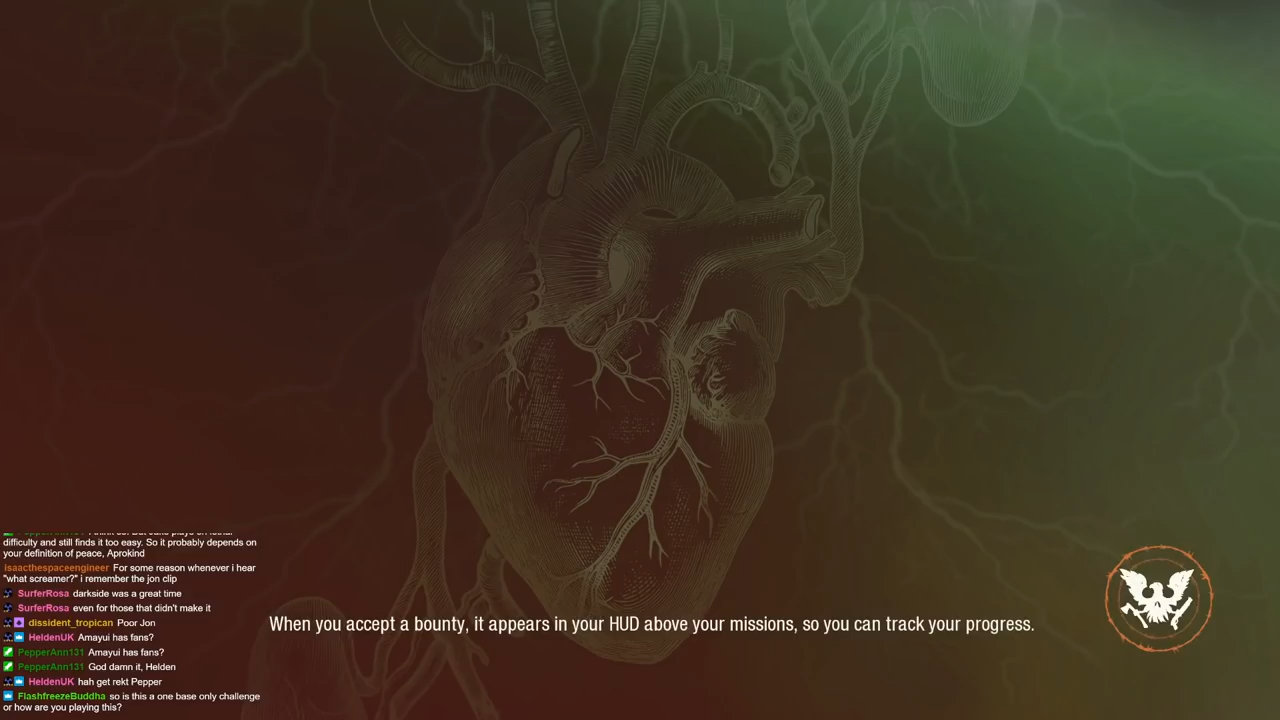 difficulty and still finds it too easy. So it probably depends on
your definition of peace, Aprokind
Isaacthespaceengineer For some reason whenever i hear
"what screamer?" i remember the jon clip
SurferRosa darkside was a great time
SurferRosa even for those that didn't make it
dissident_tropican Poor Jon
HeldenUK Amayui has fans?
PepperAnn131 Amayui has fans?
PepperAnn131 God damn it, Helden
HeldenUK hah get rekt Pepper
FlashfreezeBuddha so is this a one base only challenge
or how are you playing this?
When you accept a bounty, it appears in your HUD above your missions, so you can track your progress.